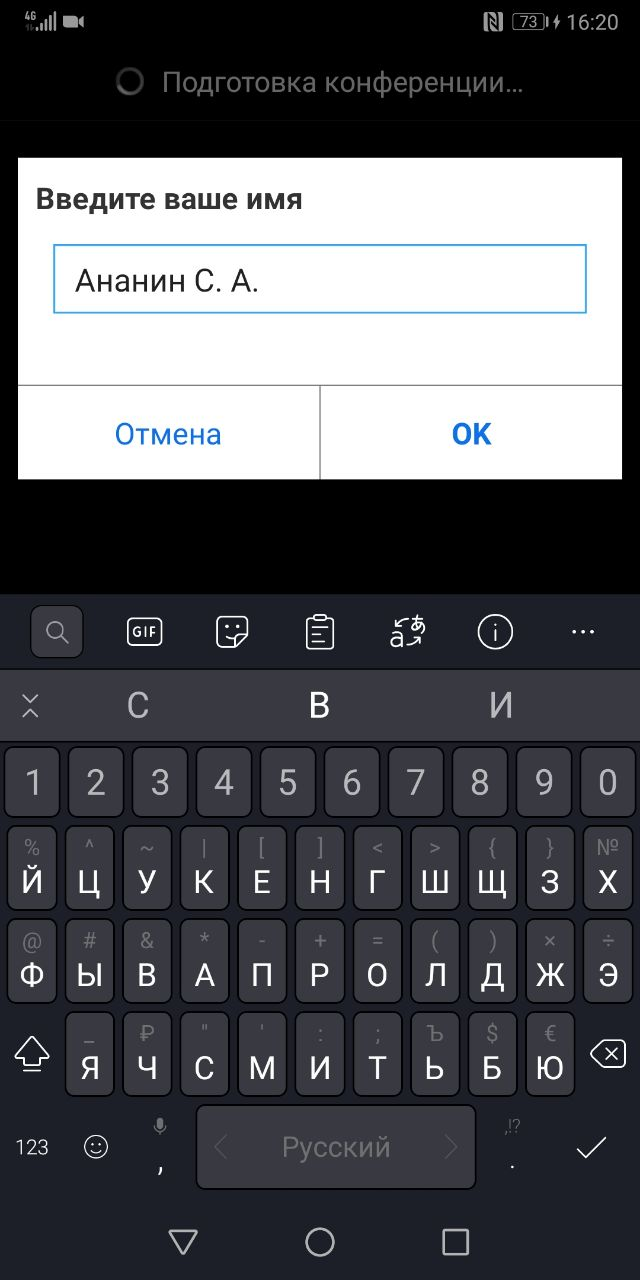 4G 73 16:20
Подготовка конференции...
Введите ваше имя
Ананин С. А.
Отмена OK
GIF a あ i ...
С В И
1 2 3 4 5 6 7 8 9 0
% ^ ~ | [ ] < > { } №
Й Ц У К Е Н Г Ш Щ З Х
@ # & * - + = ( ) × ÷
Ф Ы В А П Р О Л Д Ж Э
_ ₽ " ' : ; Ъ $ €
Я Ч С М И Т Ь Б Ю
,!?
123 , < Русский > .